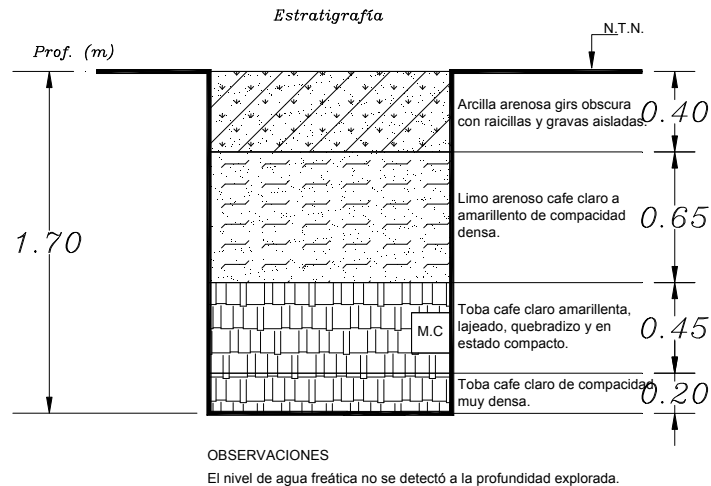 Estratigrafía
N.T.N.
Prof. (m)
Arcilla arenosa girs obscura
con raicillas y gravas aisladas.
0.40
Limo arenoso cafe claro a
amarillento de compacidad
densa.
0.65
1.70
Toba cafe claro amarillenta,
lajeado, quebradizo y en
estado compacto.
M.C
0.45
Toba cafe claro de compacidad
muy densa.
0.20
OBSERVACIONES
El nivel de agua freática no se detectó a la profundidad explorada.